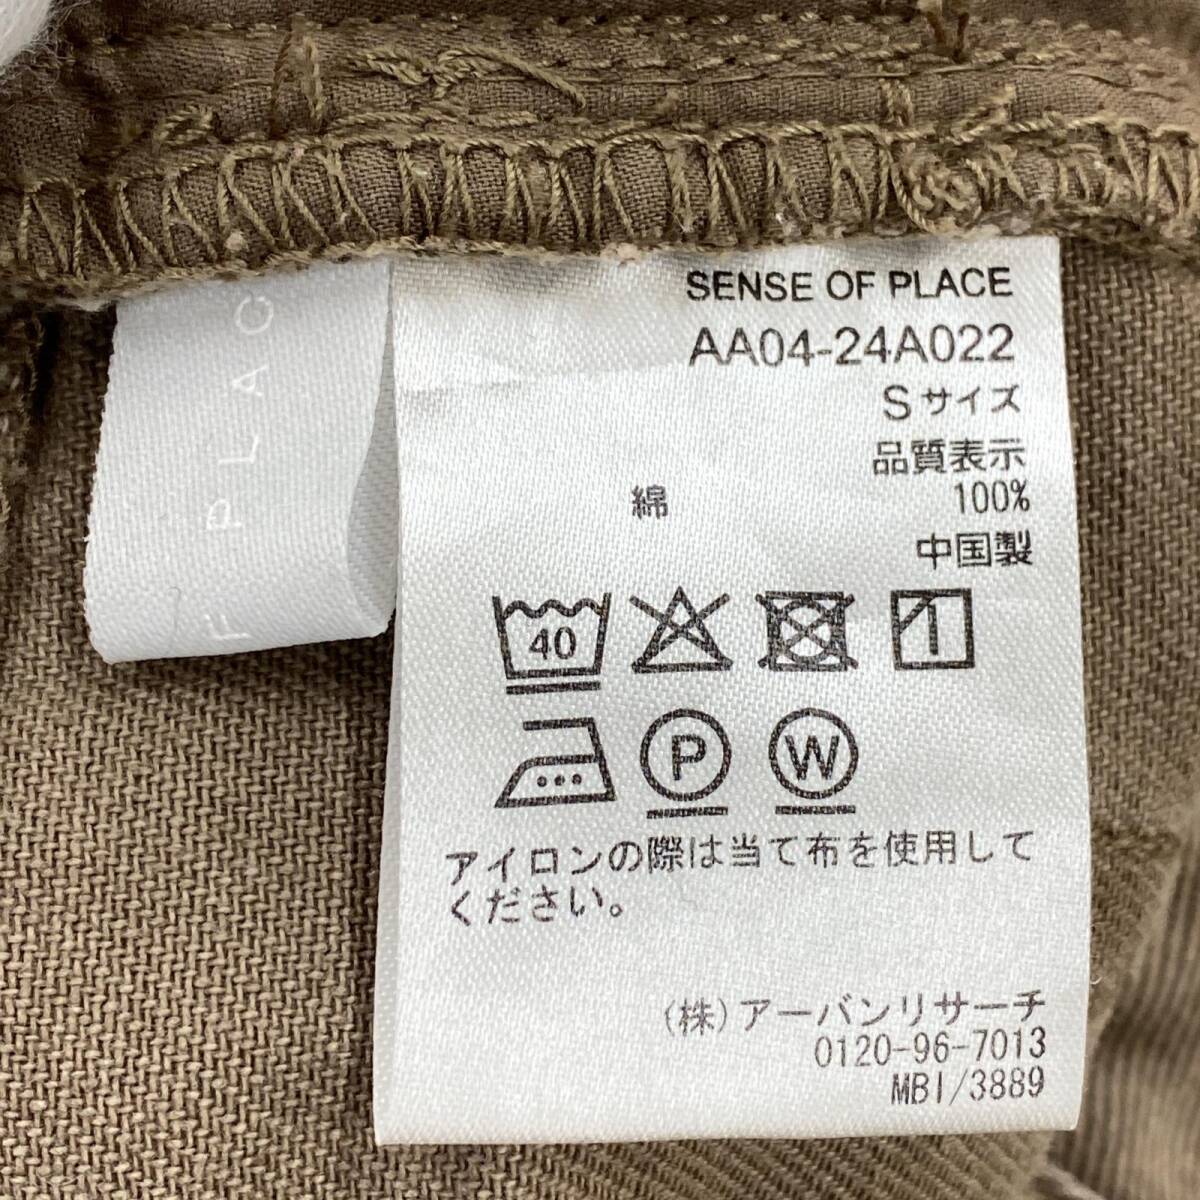 SENSE OF PLACE
AA04-24A022
Sサイズ
品質表示
綿 100%
中国製
40
P W
アイロンの際は当て布を使用して
ください。
(株)アーバンリサーチ
0120-96-7013
MBI/3889
F PLAC